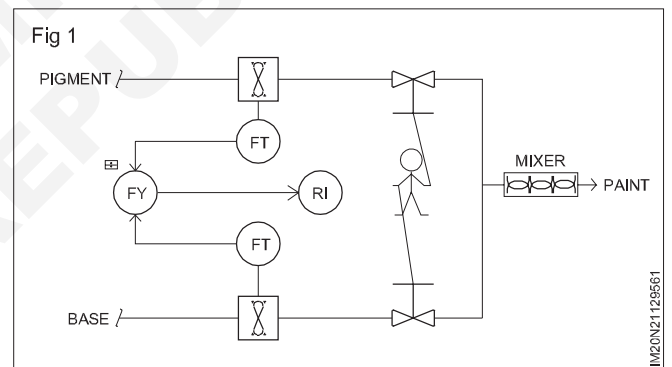 Fig 1
PIGMENT
FT
FY
RI
FT
BASE
MIXER
PAINT
IM20N21129561